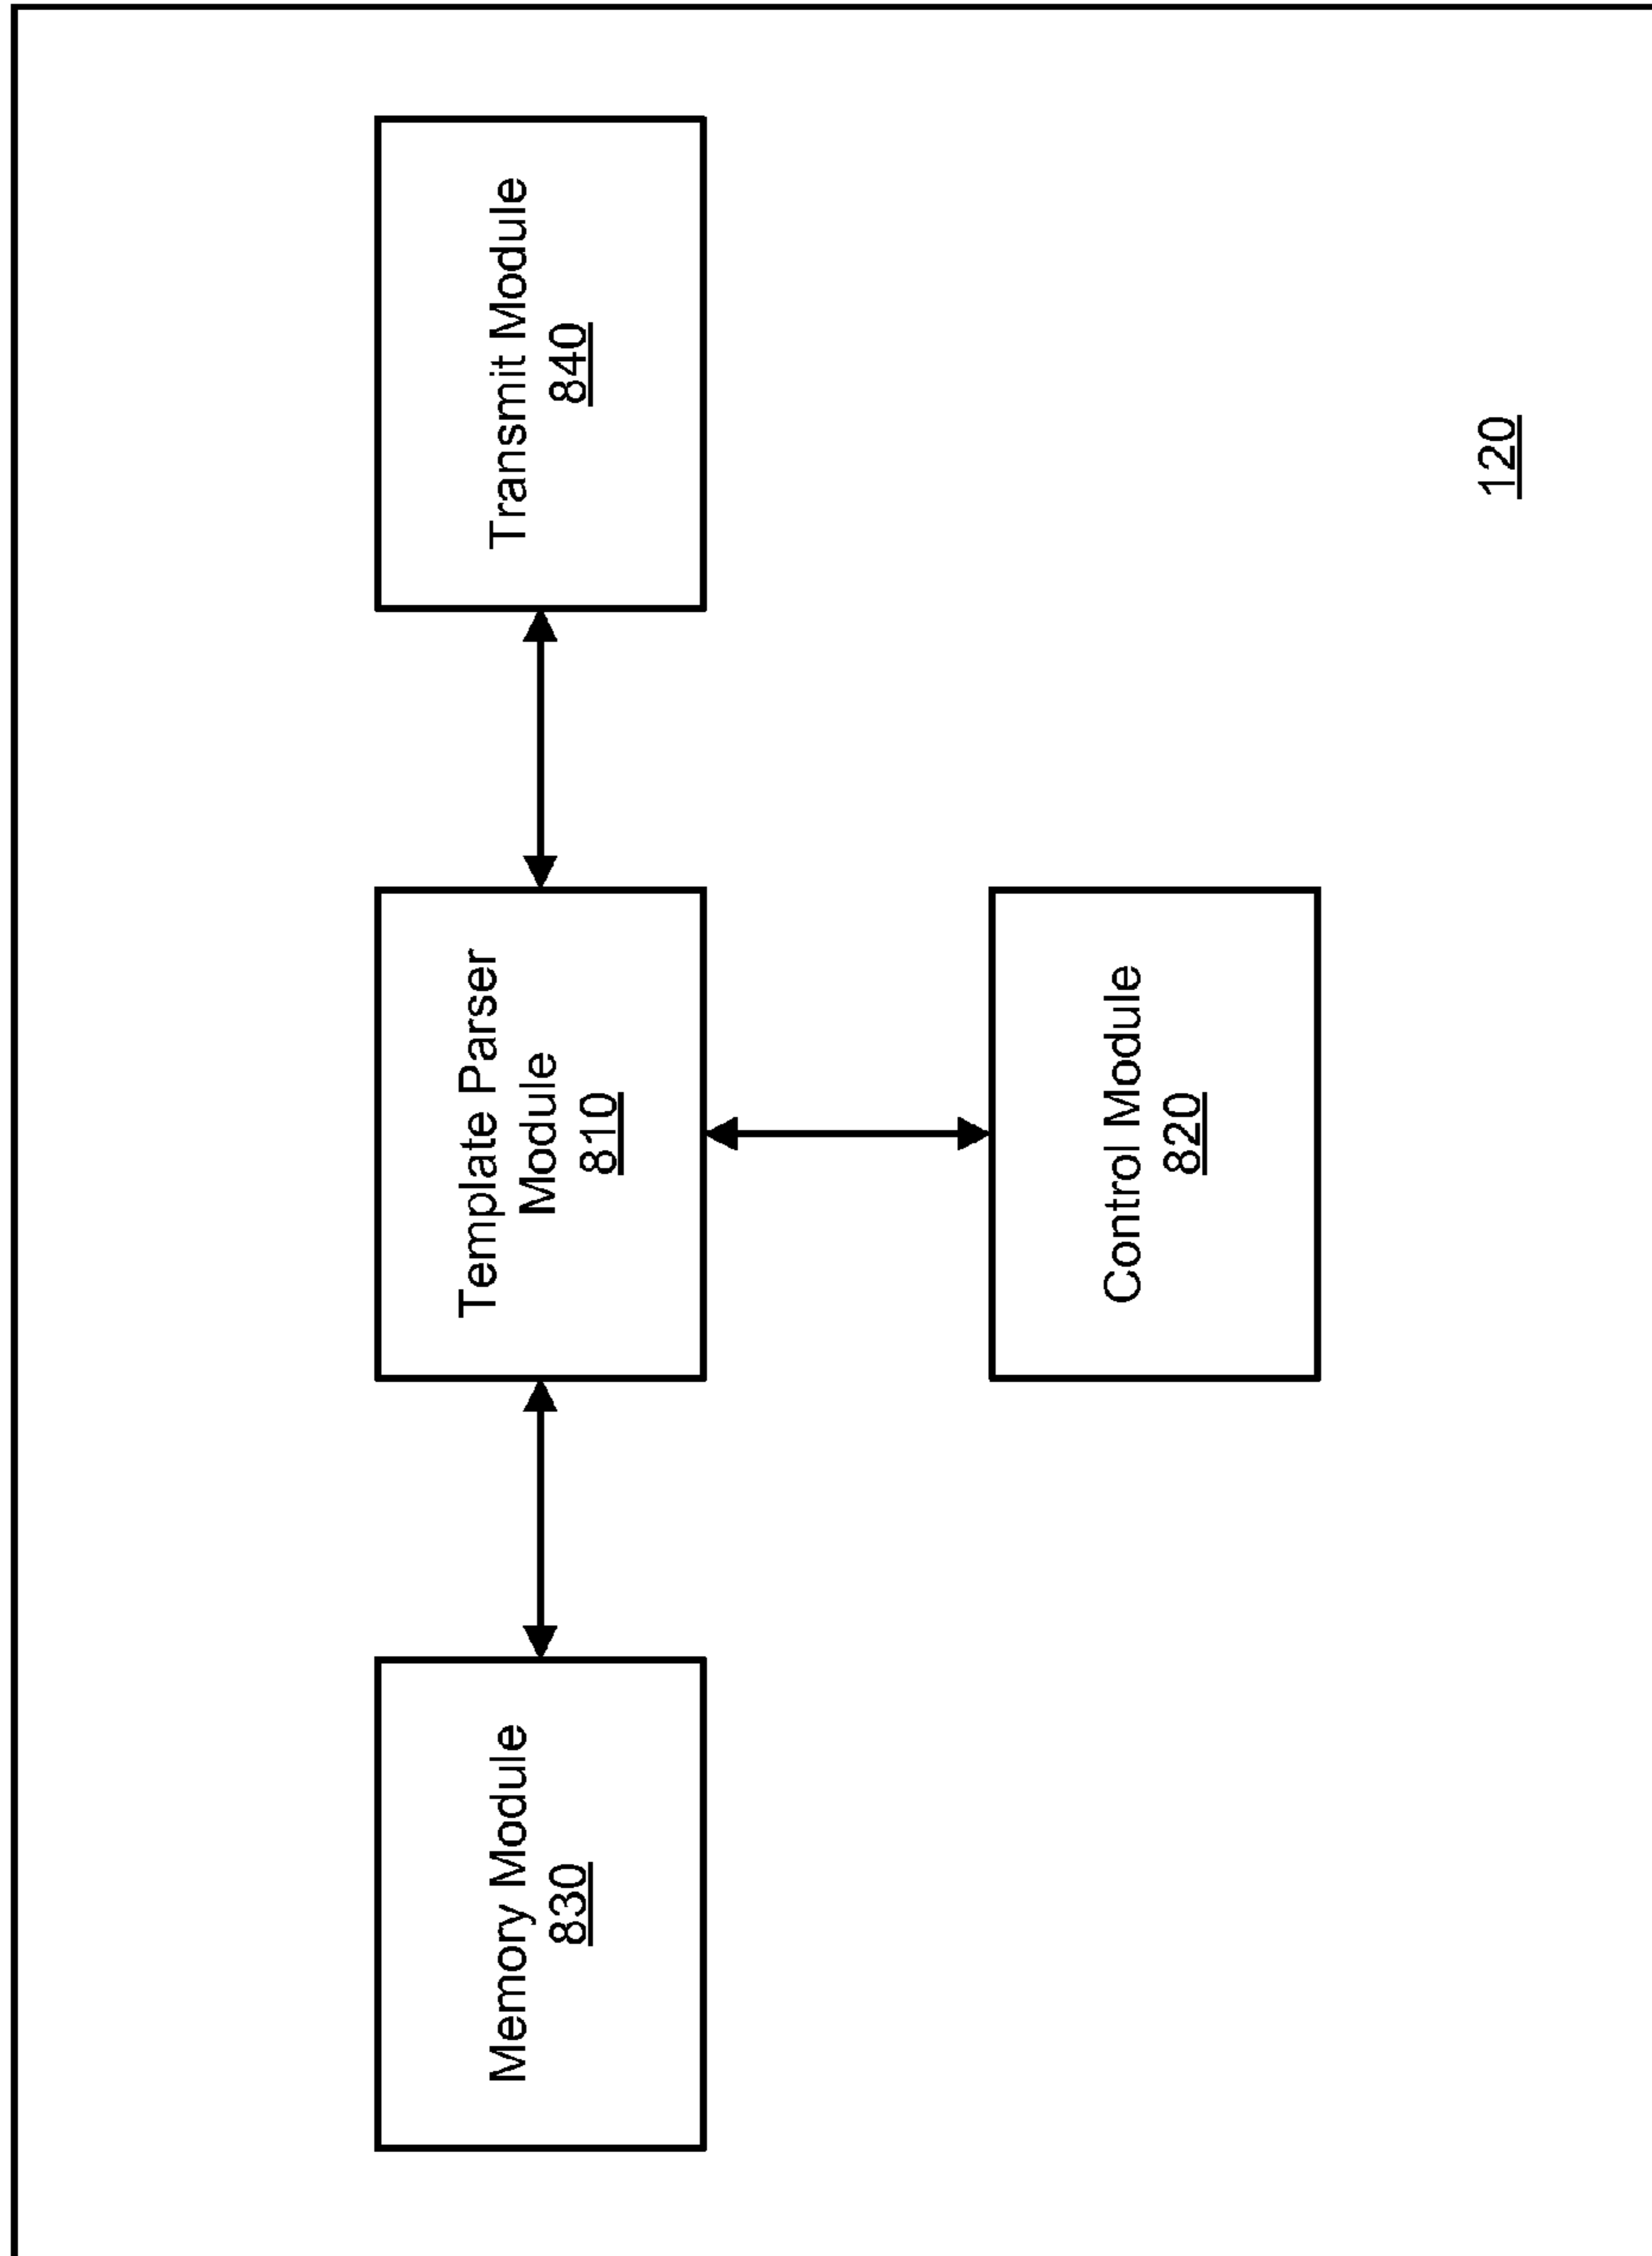 Memory Module
830
Template Parser
Module
810
Transmit Module
840
Control Module
820
120